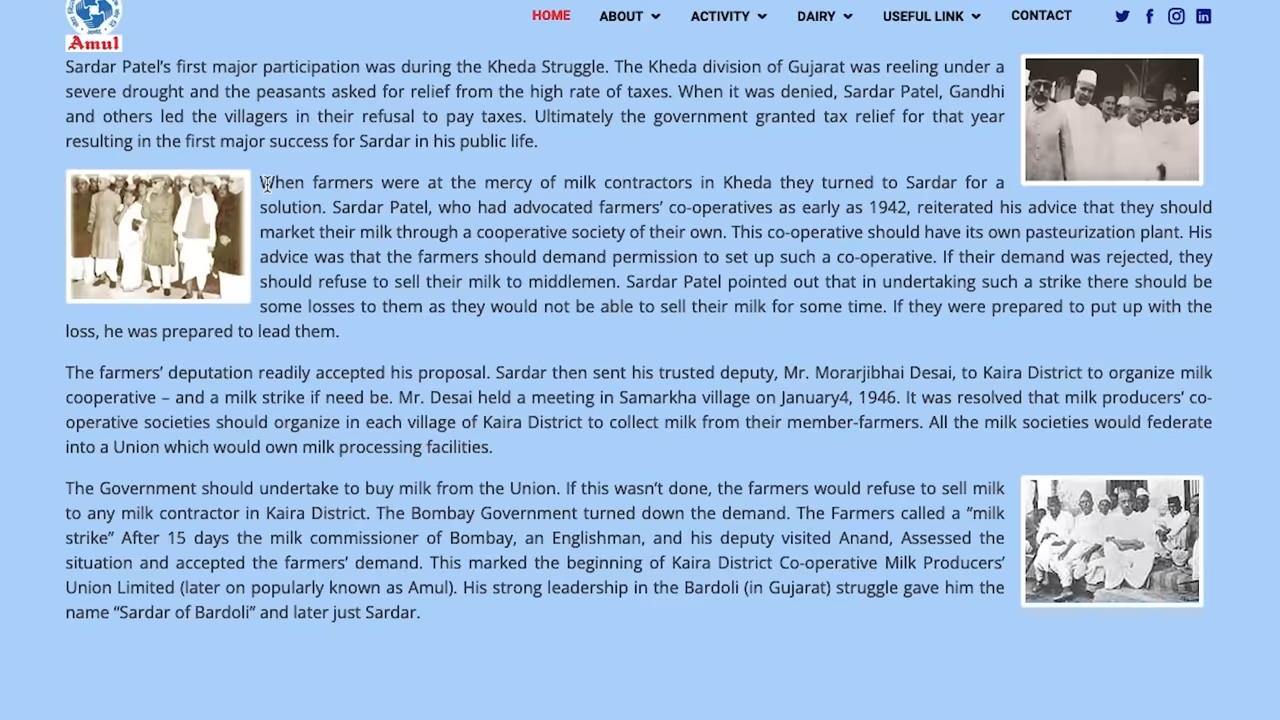 Amul
HOME ABOUT ACTIVITY DAIRY USEFUL LINK CONTACT
Sardar Patel's first major participation was during the Kheda Struggle. The Kheda division of Gujarat was reeling under a
severe drought and the peasants asked for relief from the high rate of taxes. When it was denied, Sardar Patel, Gandhi
and others led the villagers in their refusal to pay taxes. Ultimately the government granted tax relief for that year
resulting in the first major success for Sardar in his public life.
When farmers were at the mercy of milk contractors in Kheda they turned to Sardar for a
solution. Sardar Patel, who had advocated farmers' co-operatives as early as 1942, reiterated his advice that they should
market their milk through a cooperative society of their own. This co-operative should have its own pasteurization plant. His
advice was that the farmers should demand permission to set up such a co-operative. If their demand was rejected, they
should refuse to sell their milk to middlemen. Sardar Patel pointed out that in undertaking such a strike there should be
some losses to them as they would not be able to sell their milk for some time. If they were prepared to put up with the
loss, he was prepared to lead them.
The farmers' deputation readily accepted his proposal. Sardar then sent his trusted deputy, Mr. Morarjibhai Desai, to Kaira District to organize milk
cooperative – and a milk strike if need be. Mr. Desai held a meeting in Samarkha village on January4, 1946. It was resolved that milk producers' co-
operative societies should organize in each village of Kaira District to collect milk from their member-farmers. All the milk societies would federate
into a Union which would own milk processing facilities.
The Government should undertake to buy milk from the Union. If this wasn't done, the farmers would refuse to sell milk
to any milk contractor in Kaira District. The Bombay Government turned down the demand. The Farmers called a "milk
strike" After 15 days the milk commissioner of Bombay, an Englishman, and his deputy visited Anand, Assessed the
situation and accepted the farmers' demand. This marked the beginning of Kaira District Co-operative Milk Producers'
Union Limited (later on popularly known as Amul). His strong leadership in the Bardoli (in Gujarat) struggle gave him the
name "Sardar of Bardoli" and later just Sardar.